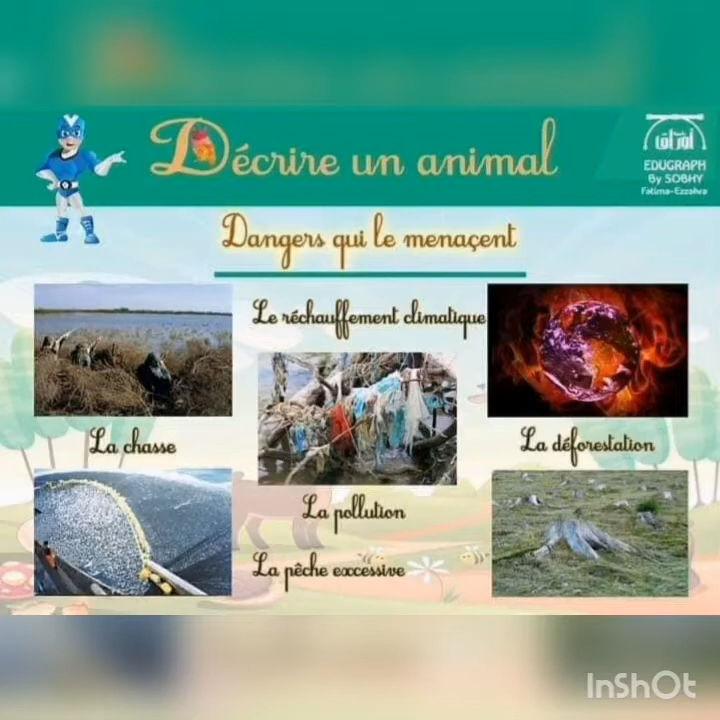 Décrire un animal
أوراق
EDUGRAPH
By SOBHY
Fatima-Ezzahra
Dangers qui le menaçent
Le réchauffement climatique
La chasse
La déforestation
La pollution
La pêche excessive
InShOt